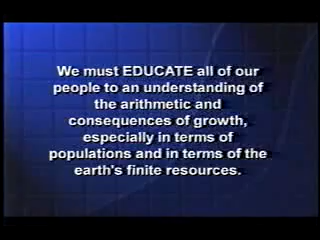 We must EDUCATE all of our
people to an understanding of
the arithmetic and
consequences of growth,
especially in terms of
populations and in terms of the
earth's finite resources.